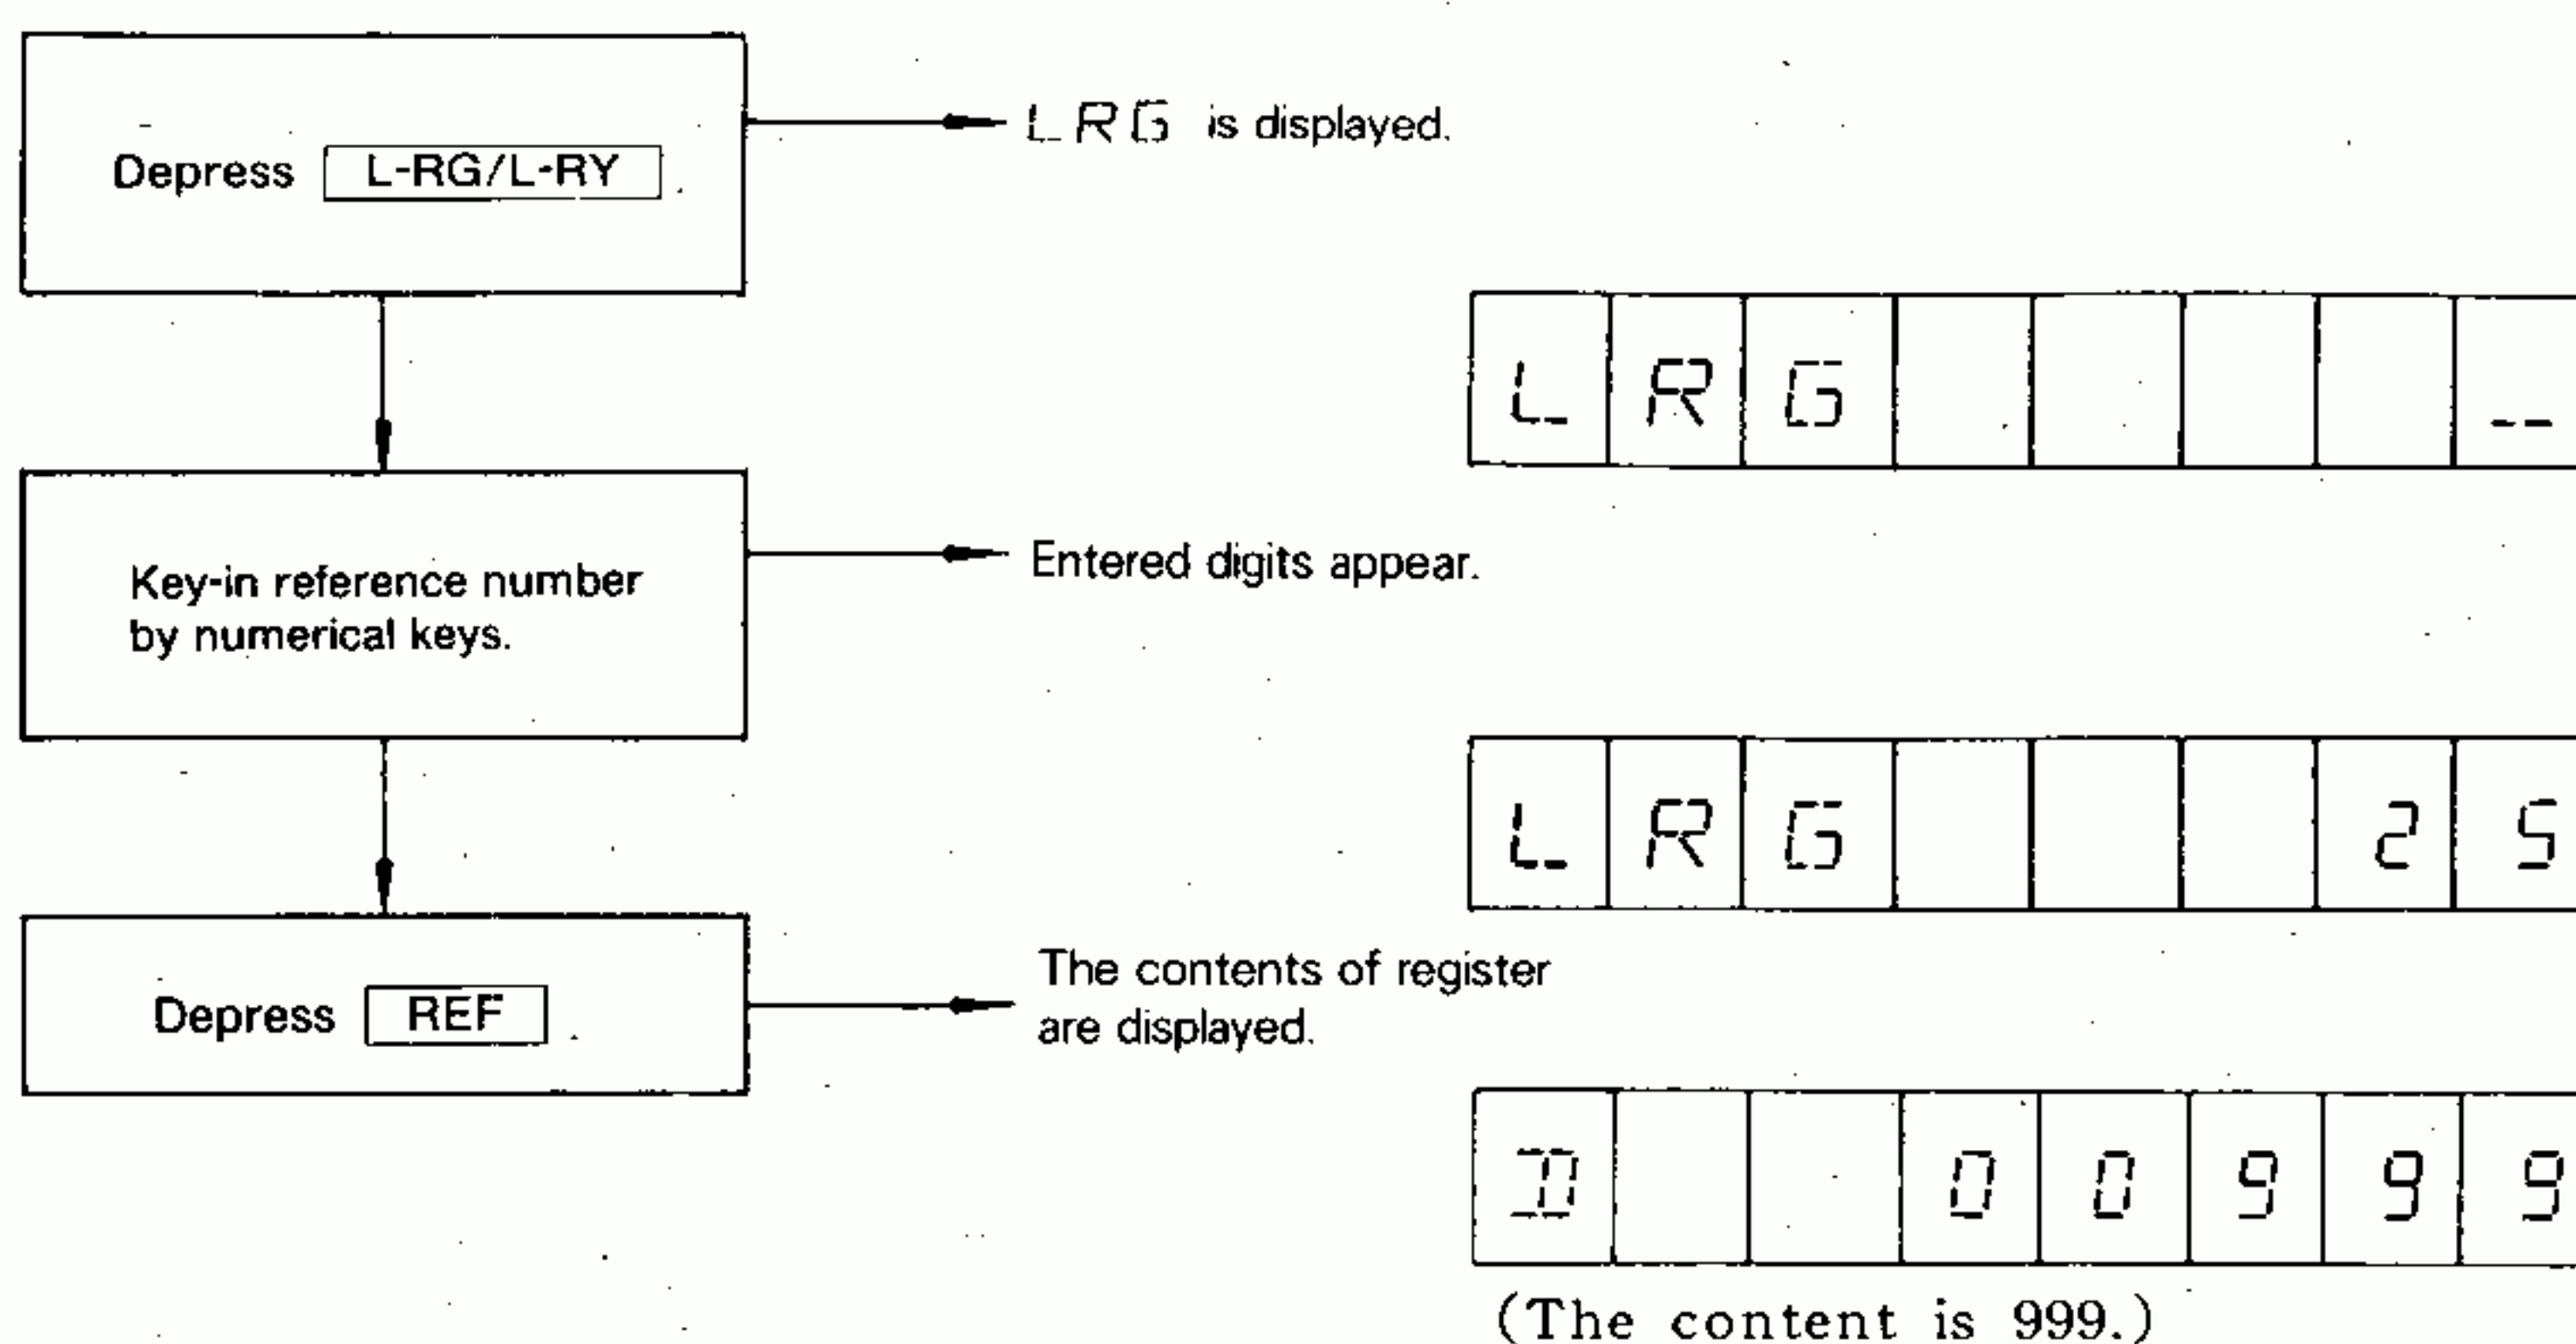 Depress L-RG/L-RY
LRG is displayed.
L R G _
Key-in reference number
by numerical keys.
Entered digits appear.
L R G 2 5
Depress REF
The contents of register
are displayed.
D 0 0 9 9 9
(The content is 999.)